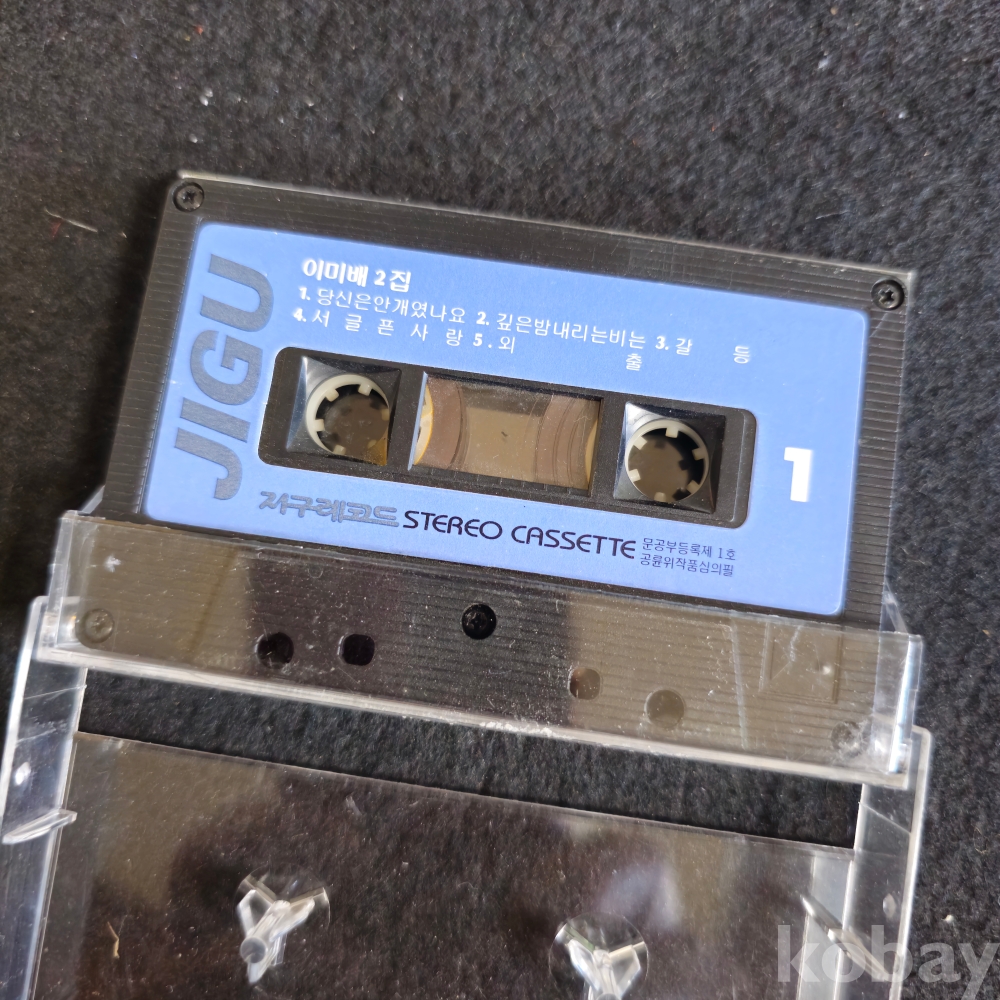 JIGU
이미배 2집
1. 당신은안개였나요 2. 깊은밤내리는비는 3. 갈 등
4. 서 글 픈 사 랑 5. 외 출
1
지구레코드 STEREO CASSETTE 문공부등록제 1호
공륜위작품심의필
kobay